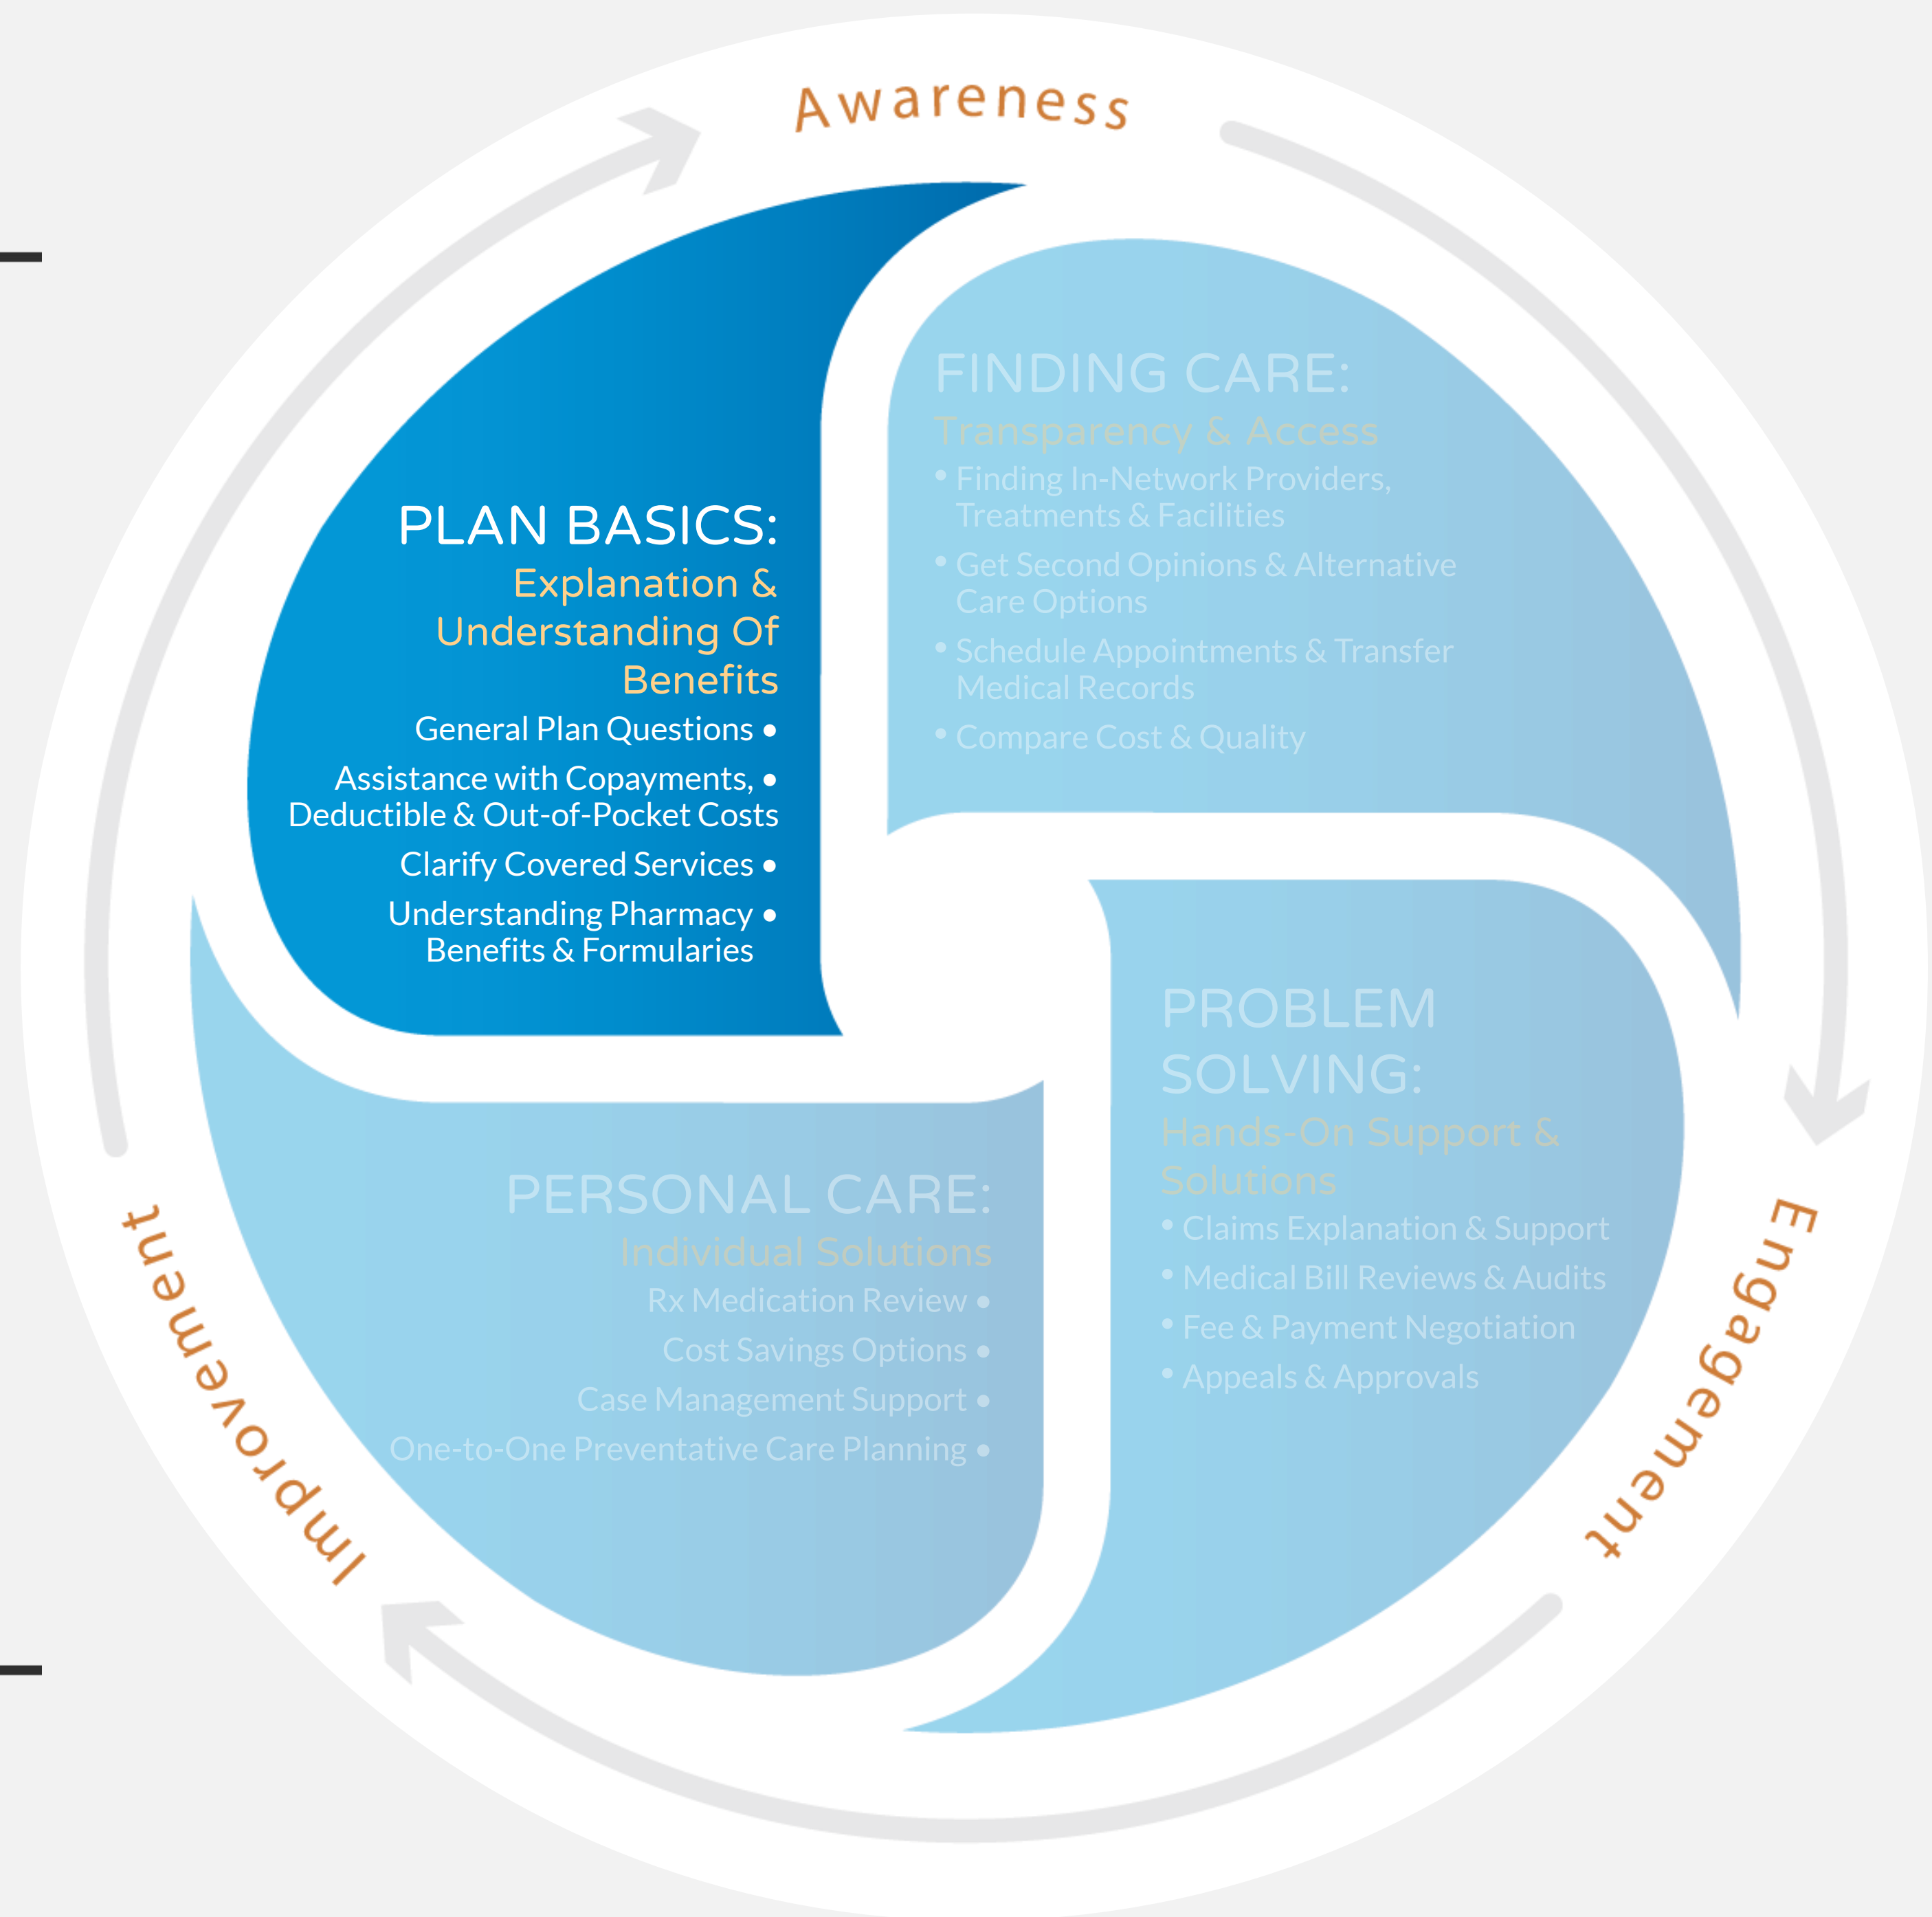 Awareness
PLAN BASICS:
Explanation &
Understanding Of
Benefits
General Plan Questions •
Assistance with Copayments, •
Deductible & Out-of-Pocket Costs
Clarify Covered Services •
Understanding Pharmacy •
Benefits & Formularies
FINDING CARE:
Transparency & Access
• Finding In-Network Providers,
Treatments & Facilities
• Get Second Opinions & Alternative
Care Options
• Schedule Appointments & Transfer
Medical Records
• Compare Cost & Quality
PROBLEM
SOLVING:
Hands-On Support &
Solutions
• Claims Explanation & Support
• Medical Bill Reviews & Audits
• Fee & Payment Negotiation
• Appeals & Approvals
PERSONAL CARE:
Individual Solutions
Rx Medication Review •
Cost Savings Options •
Case Management Support •
One-to-One Preventative Care Planning •
Engagement
Improvement